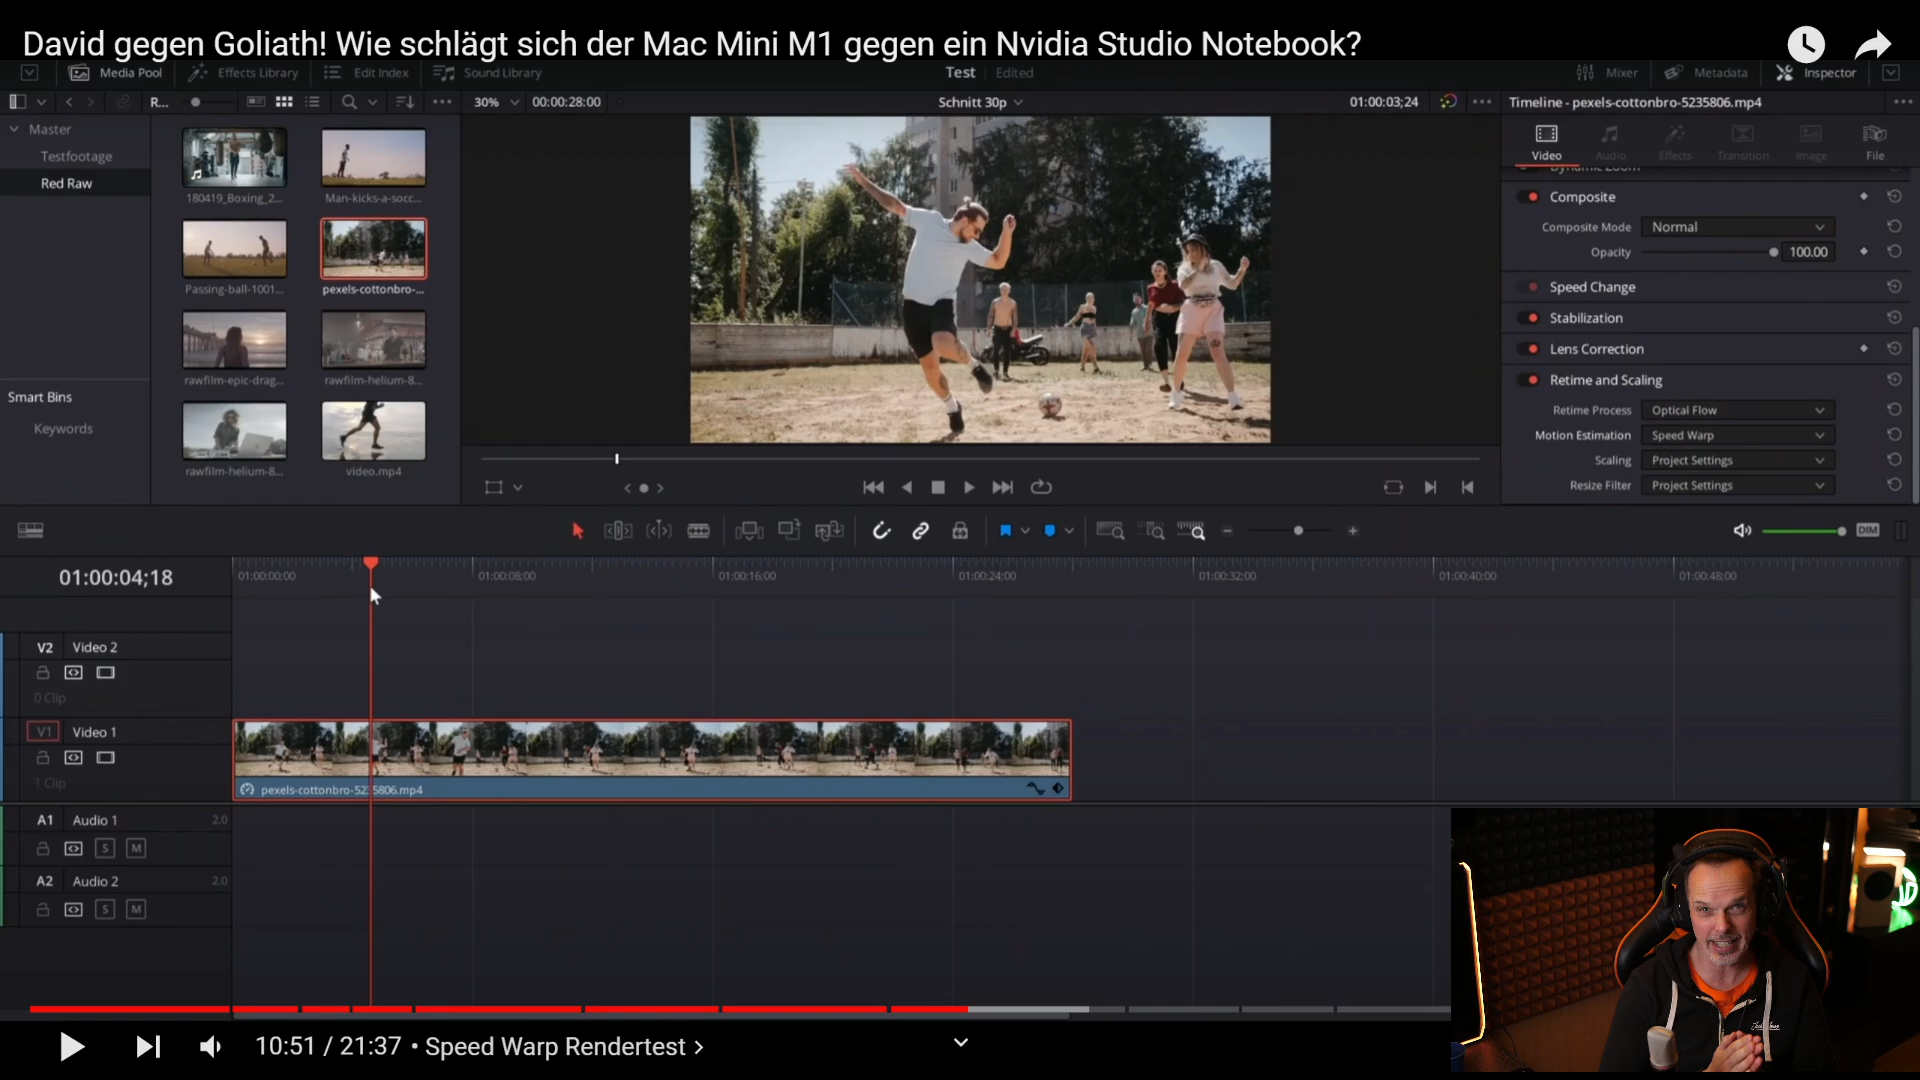 David gegen Goliath! Wie schlägt sich der Mac Mini M1 gegen ein Nvidia Studio Notebook?
Media Pool
Effects Library
Edit Index
Sound Library
Test
Edited
Mixer
Metadata
Inspector
R...
30%
00:00:28:00
Schnitt 30p
01:00:03;24
Timeline - pexels-cottonbro-5235806.mp4
Master
Testfootage
Red Raw
Smart Bins
Keywords
180419_Boxing_2...
Man-kicks-a-socc...
Passing-ball-1001...
pexels-cottonbro-...
rawfilm-epic-drag...
rawfilm-helium-8...
rawfilm-helium-8...
video.mp4
Video
Audio
Effects
Transition
Image
File
Dynamic Zoom
Composite
Composite Mode
Normal
Opacity
100.00
Speed Change
Stabilization
Lens Correction
Retime and Scaling
Retime Process
Optical Flow
Motion Estimation
Speed Warp
Scaling
Project Settings
Resize Filter
Project Settings
DIM
01:00:04;18
01:00:00:00
01:00:08;00
01:00:16;00
01:00:24;00
01:00:32;00
01:00:40;00
01:00:48;00
V2 Video 2
0 Clip
V1 Video 1
1 Clip
pexels-cottonbro-5235806.mp4
A1 Audio 1 2.0
S M
A2 Audio 2 2.0
S M
10:51 / 21:37 • Speed Warp Rendertest